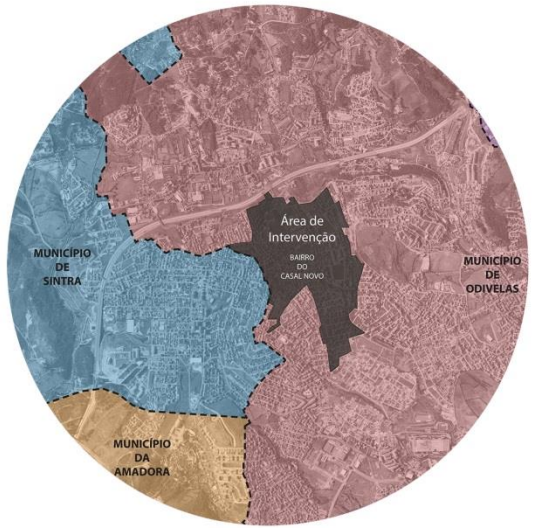 Área de
Intervenção
BAIRRO
DO
CASAL NOVO
MUNICÍPIO
DE
SINTRA
MUNICÍPIO
DE
ODIVELAS
MUNICÍPIO
DA
AMADORA